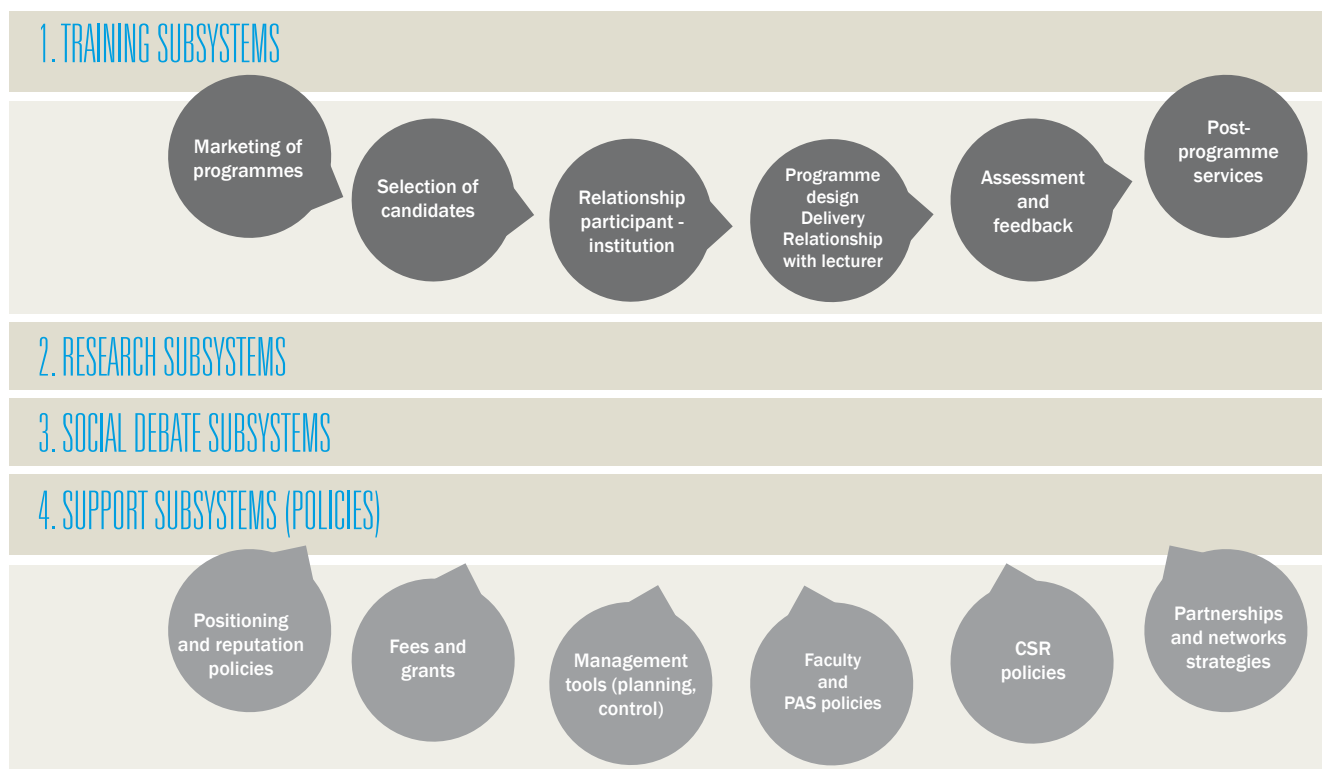 1. TRAINING SUBSYSTEMS
Marketing of
programmes
Selection of
candidates
Relationship
participant -
institution
Programme
design
Delivery
Relationship
with lecturer
Assessment
and
feedback
Post-
programme
services
2. RESEARCH SUBSYSTEMS
3. SOCIAL DEBATE SUBSYSTEMS
4. SUPPORT SUBSYSTEMS (POLICIES)
Positioning
and reputation
policies
Fees and
grants
Management
tools (planning,
control)
Faculty
and
PAS policies
CSR
policies
Partnerships
and networks
strategies